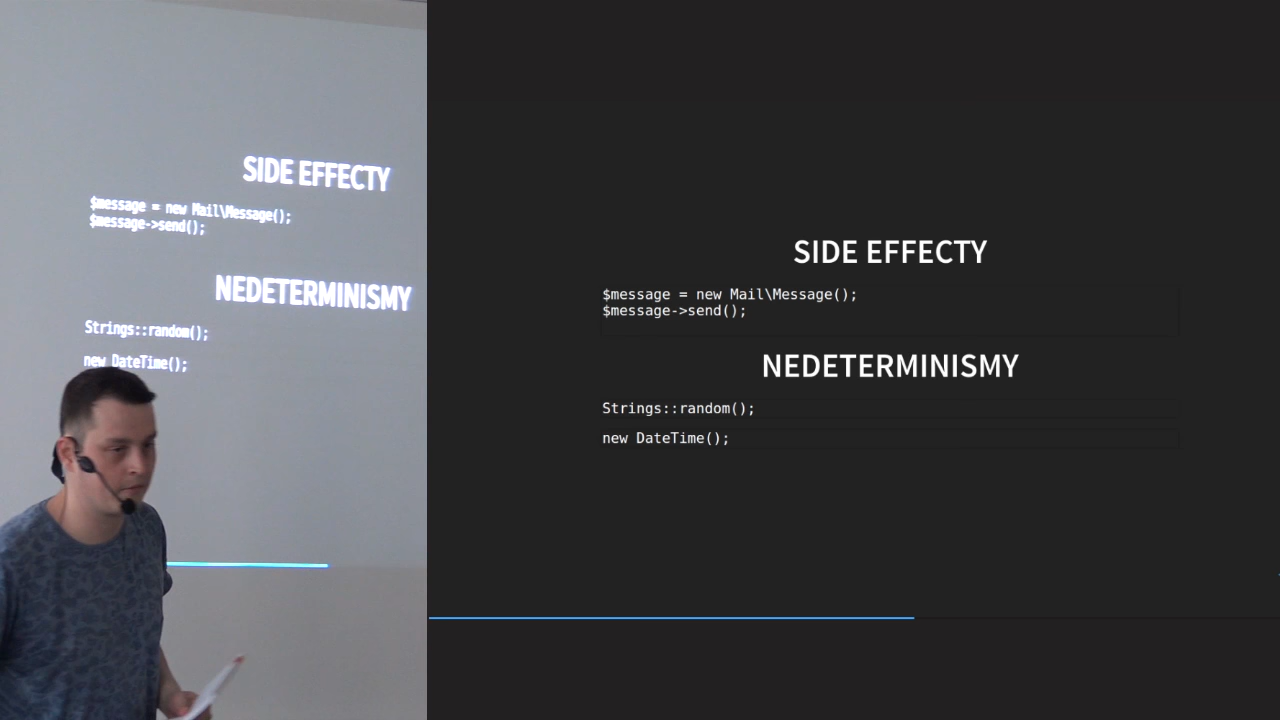 SIDE EFFECTY
$message = new Mail\Message();
$message->send();
NEDETERMINISMY
Strings::random();
new DateTime();
SIDE EFFECTY
$message = new Mail\Message();
$message->send();
NEDETERMINISMY
Strings::random();
new DateTime();